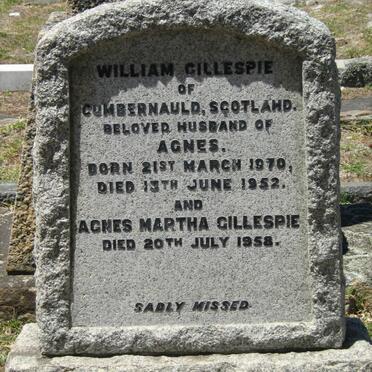 WILLIAM GILLESPIE
OF
CUMBERNAULD, SCOTLAND.
BELOVED HUSBAND OF
AGNES.
BORN 21ST MARCH 1870,
DIED 13TH JUNE 1952.
AND
AGNES MARTHA GILLESPIE
DIED 20TH JULY 1958.
SADLY MISSED.